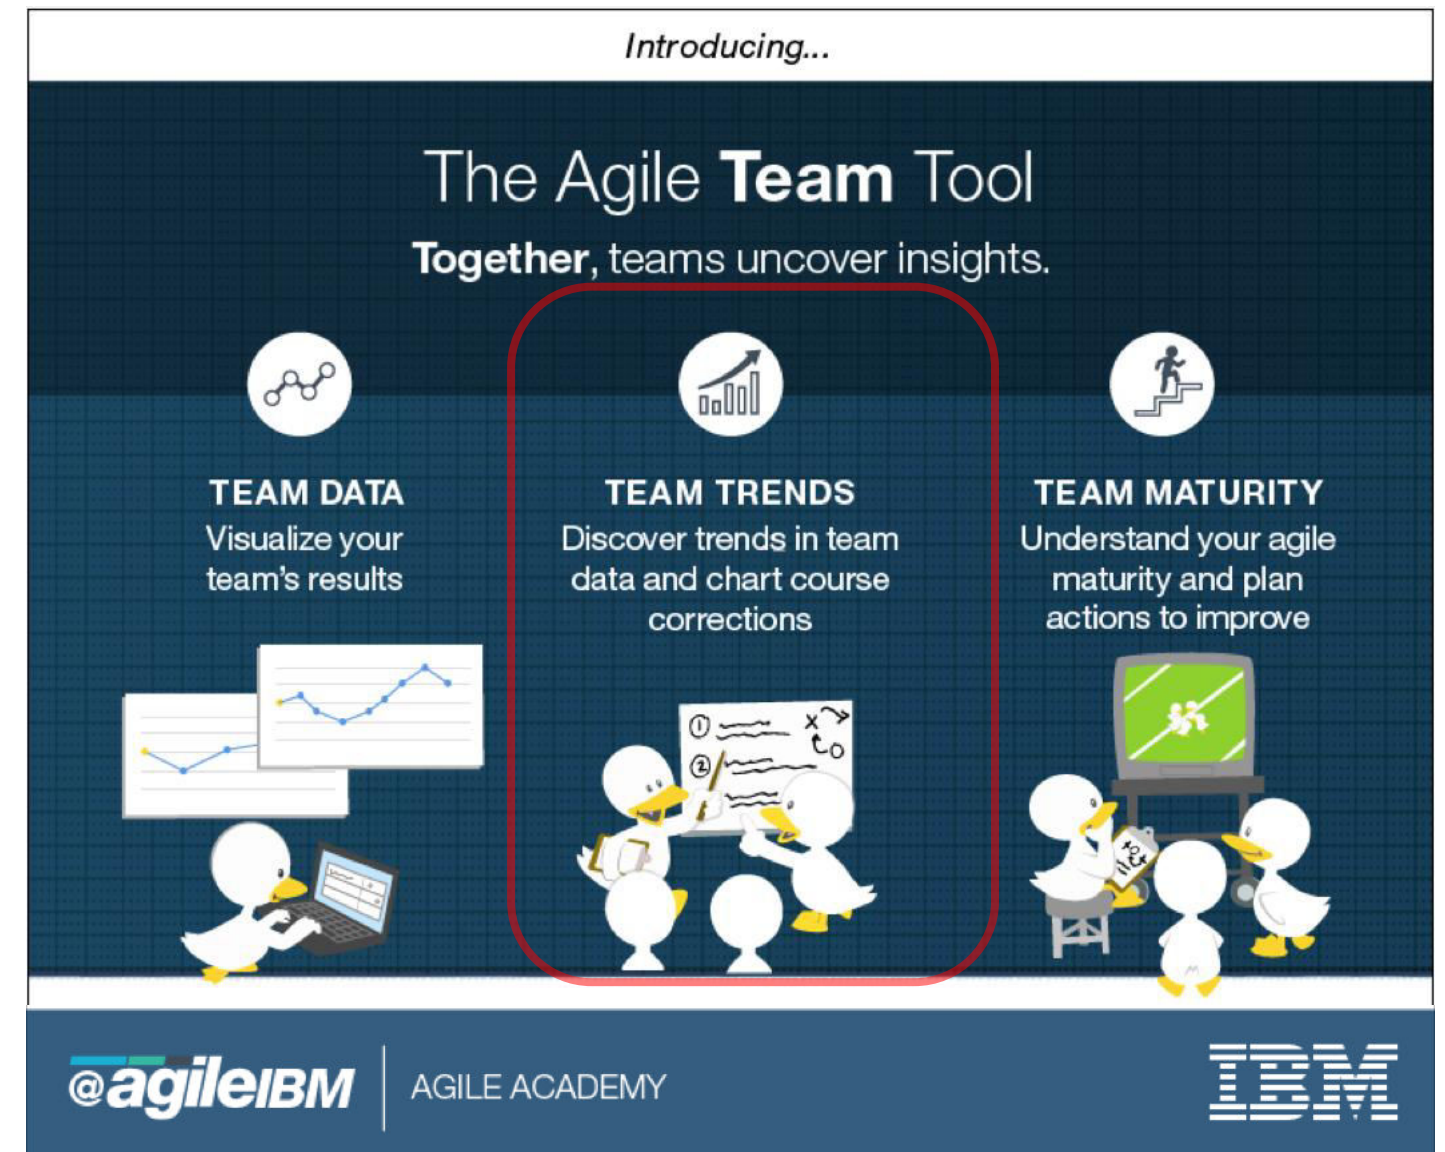 Introducing...
The Agile Team Tool
Together, teams uncover insights.
TEAM DATA
Visualize your
team's results
TEAM TRENDS
Discover trends in team
data and chart course
corrections
TEAM MATURITY
Understand your agile
maturity and plan
actions to improve
1
2
X
O
@agileIBM
AGILE ACADEMY
IBM